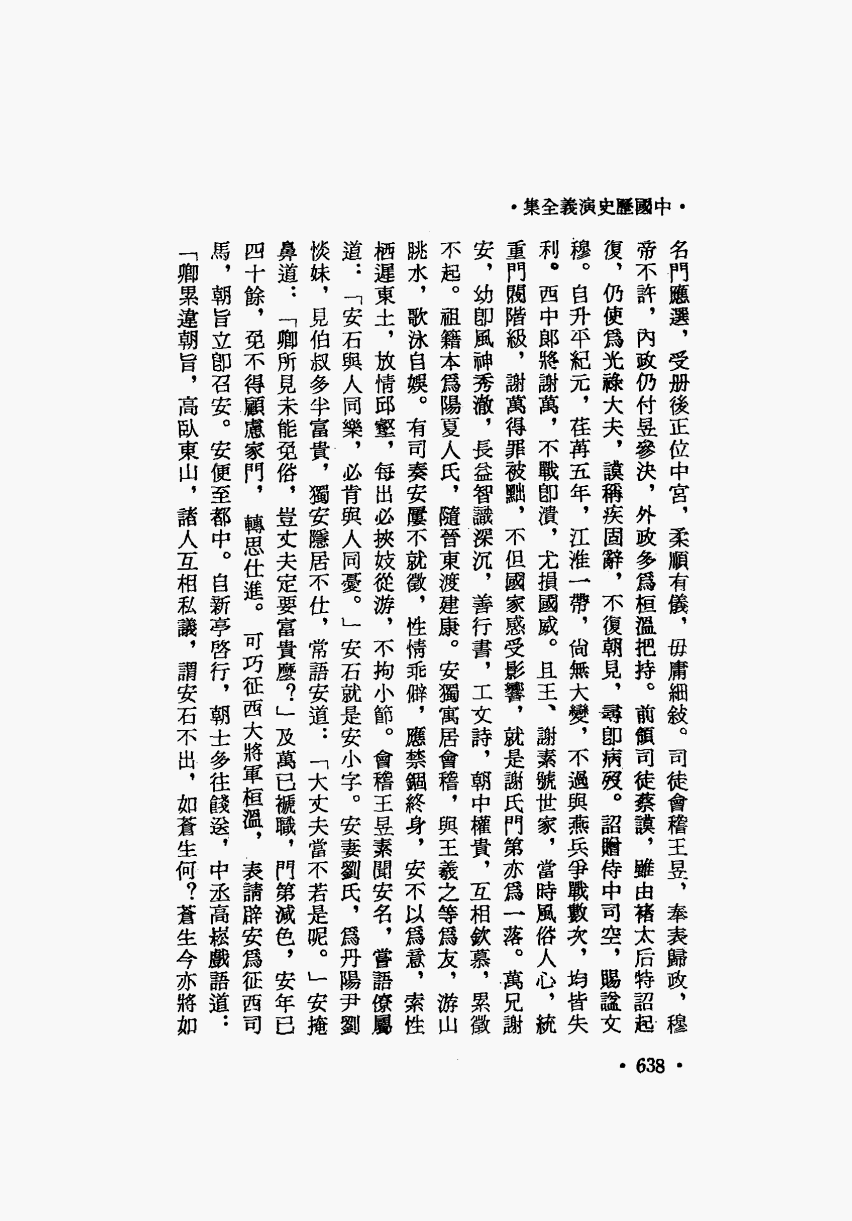 ・中國歷史演義全集・
名門應選，受册後正位中宮，柔順有儀，毋庸細敍。司徒會稽王昱，奉表歸政，穆
帝不許，內政仍付昱參決，外政多爲桓溫把持。前領司徒蔡謨，雖由褚太后特詔起
復，仍使爲光祿大夫，謨稱疾固辭，不復朝見，尋卽病歿。詔贈侍中司空，賜諡文
穆。自升平紀元，荏苒五年，江淮一帶，尙無大變，不過與燕兵爭戰數次，均皆失
利。西中郎將謝萬，不戰卽潰，尤損國威。且王、謝素號世家，當時風俗人心，統
重門閥階級，謝萬得罪被黜，不但國家感受影響，就是謝氏門第亦爲一落。萬兄謝
安，幼卽風神秀澈，長益智識深沉，善行書，工文詩，朝中權貴，互相欽慕，累徵
不起。祖籍本爲陽夏人氏，隨晉東渡建康。安獨寓居會稽，與王羲之等爲友，游山
眺水，歌泳自娛。有司奏安屢不就徵，性情乖僻，應禁錮終身，安不以爲意，索性
栖遲東土，放情邱壑，每出必挾妓從游，不拘小節。會稽王昱素聞安名，嘗語僚屬
道：「安石與人同樂，必肯與人同憂。」安石就是安小字。安妻劉氏，爲丹陽尹劉
惔妹，見伯叔多半富貴，獨安隱居不仕，常語安道：「大丈夫當不若是呢。」安掩
鼻道：「卿所見未能免俗，豈丈夫定要富貴麼？」及萬已褫職，門第減色，安年已
四十餘，免不得顧慮家門，轉思仕進。可巧征西大將軍桓溫，表請辟安爲征西司
馬，朝旨立卽召安。安便至都中。自新亭啓行，朝士多往餞送，中丞高崧戲語道：
「卿累違朝旨，高臥東山，諸人互相私議，謂安石不出，如蒼生何？蒼生今亦將如
・638・